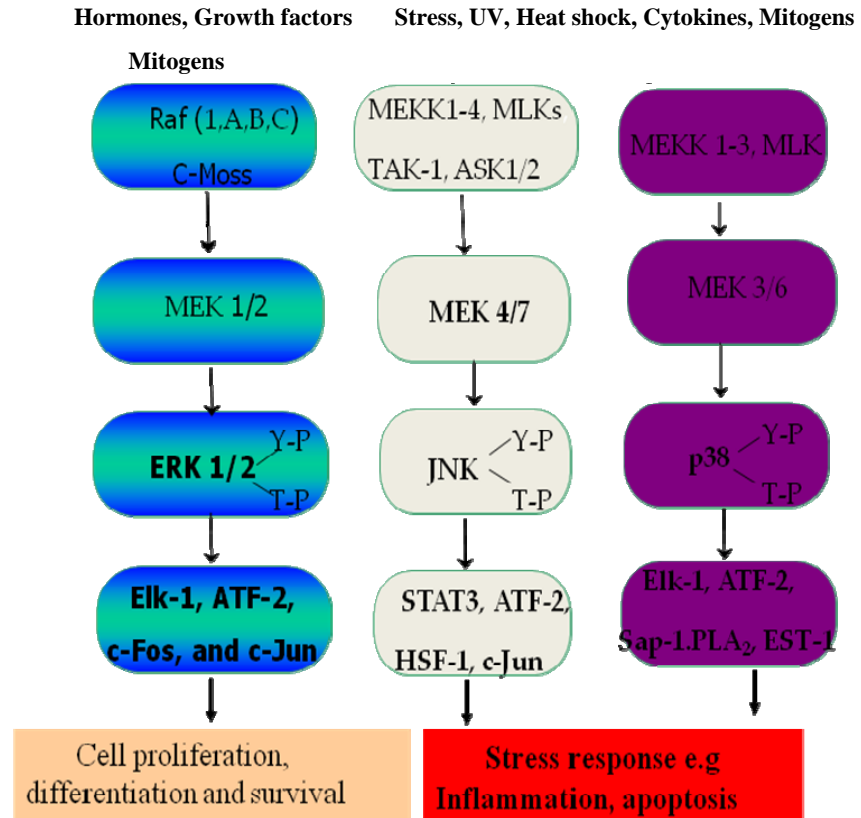 Hormones, Growth factors
Mitogens
Stress, UV, Heat shock, Cytokines, Mitogens
Raf (1,A,B,C)
C-Moss
MEK 1/2
ERK 1/2
Y-P
T-P
Elk-1, ATF-2,
c-Fos, and c-Jun
Cell proliferation,
differentiation and survival
MEKK1-4, MLKs,
TAK-1, ASK1/2
MEK 4/7
JNK
Y-P
T-P
STAT3, ATF-2,
HSF-1, c-Jun
MEKK 1-3, MLK
MEK 3/6
p38
Y-P
T-P
Elk-1, ATF-2,
Sap-1.PLA₂, EST-1
Stress response e.g
Inflammation, apoptosis